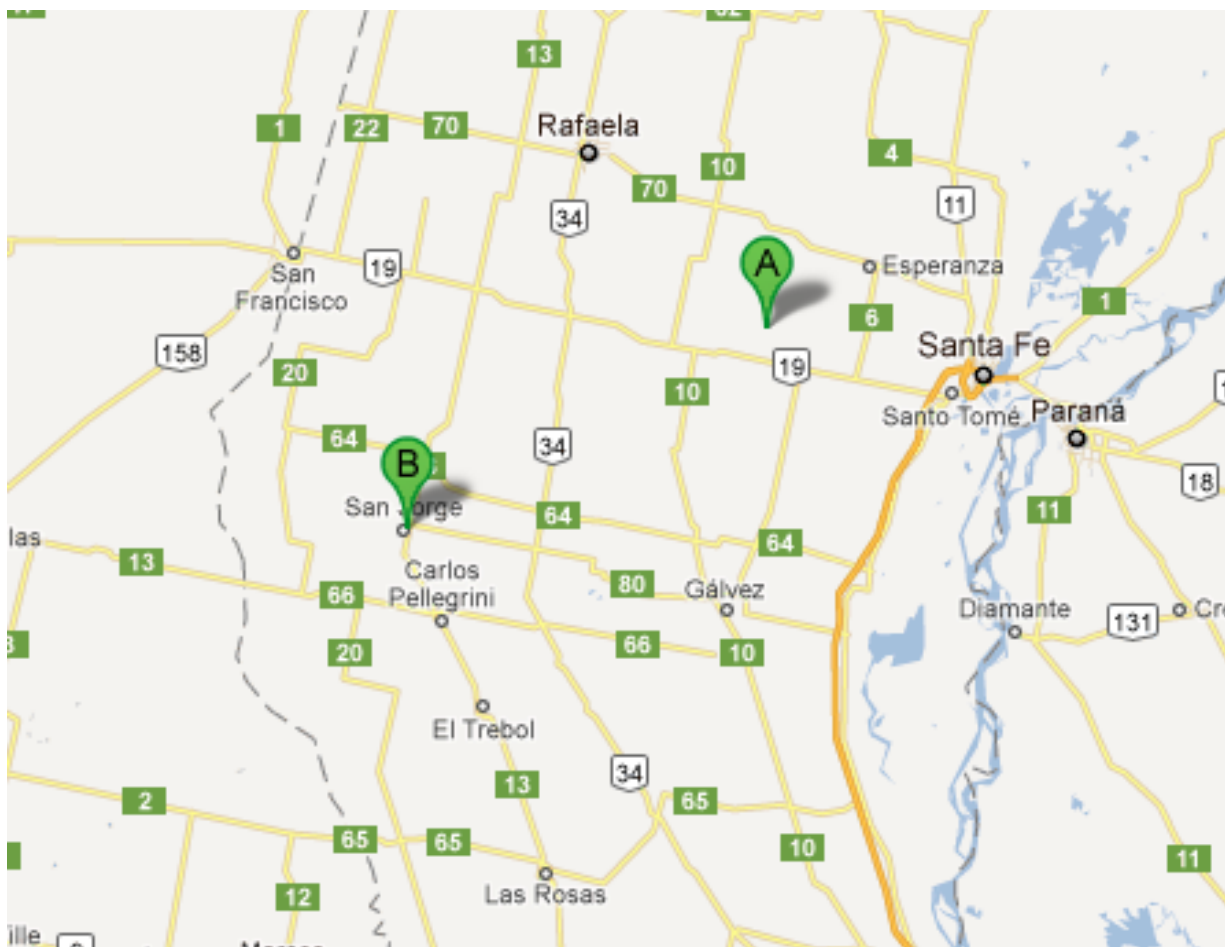 13
1
22
70
Rafaela
10
4
70
11
34
A
Esperanza
San
Francisco
19
1
6
158
Santa Fe
20
19
10
Santo Tomé
Paraná
64
34
B
18
San Jorge
11
64
las
13
64
Carlos
Pellegrini
66
80
Gálvez
Diamante
131
20
66
10
El Trebol
34
13
2
65
65
65
10
11
Las Rosas
12
ille